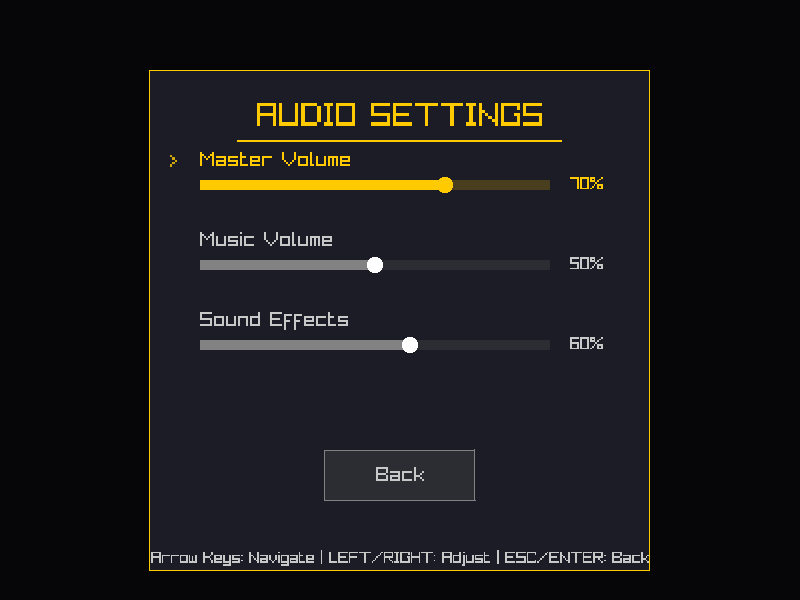 AUDIO SETTINGS
> Master Volume
70%
Music Volume
50%
Sound Effects
60%
Back
Arrow Keys: Navigate | LEFT/RIGHT: Adjust | ESC/ENTER: Back